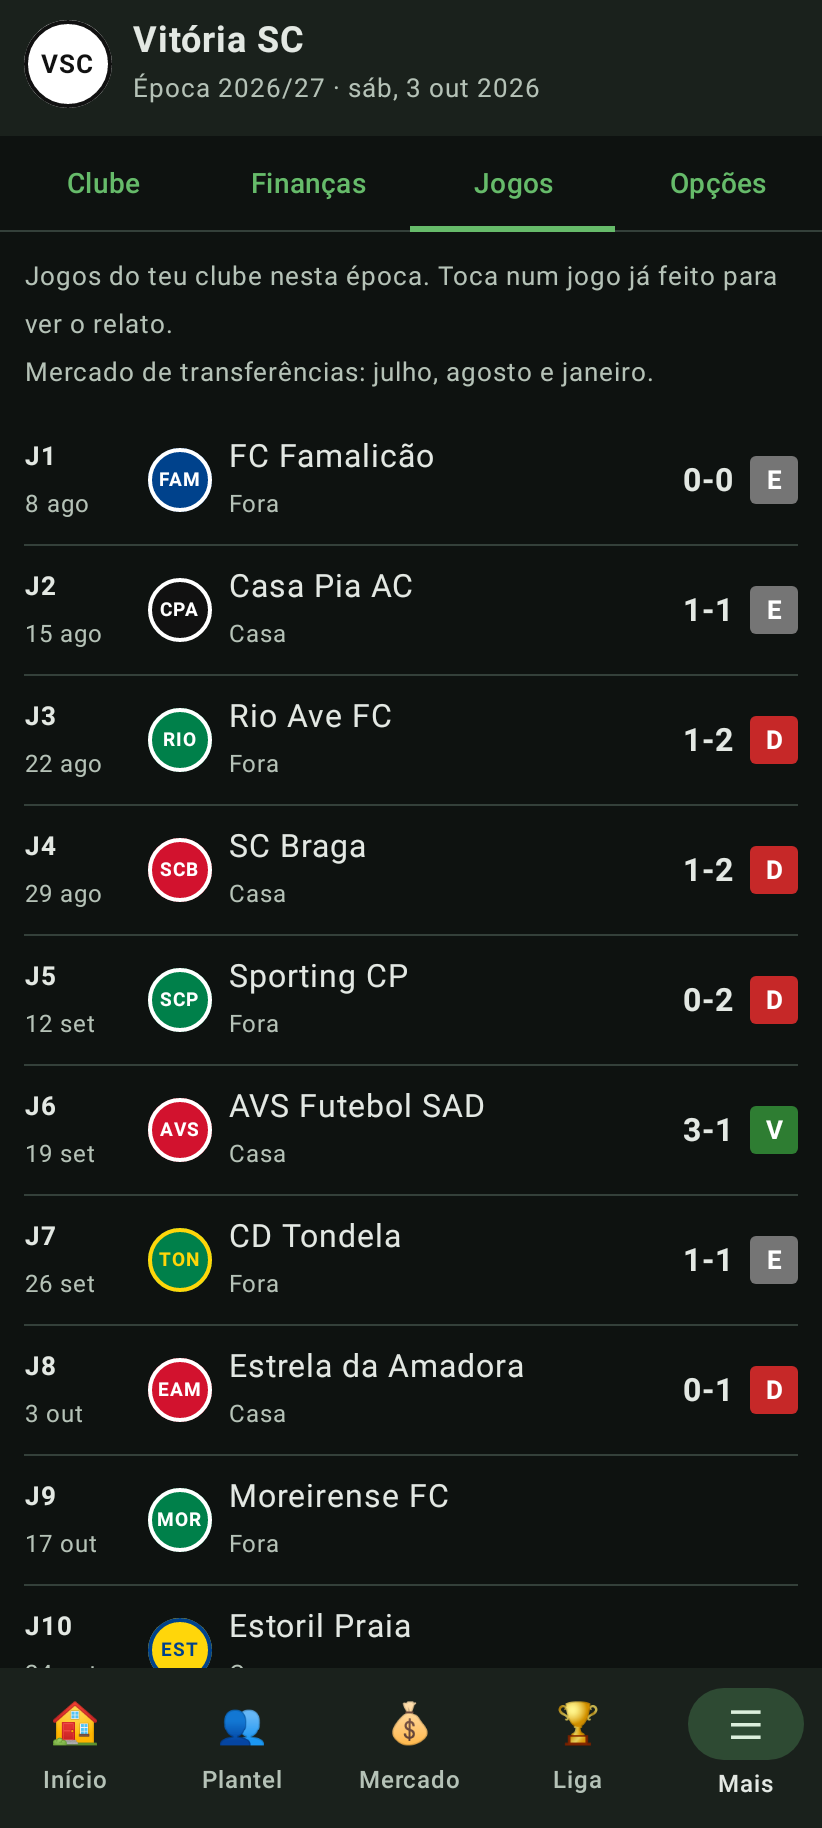 VSC
Vitória SC
Época 2026/27 · sáb, 3 out 2026
Clube Finanças Jogos Opções
Jogos do teu clube nesta época. Toca num jogo já feito para
ver o relato.
Mercado de transferências: julho, agosto e janeiro.
J1 FAM FC Famalicão 0-0 E
8 ago Fora
J2 CPA Casa Pia AC 1-1 E
15 ago Casa
J3 RIO Rio Ave FC 1-2 D
22 ago Fora
J4 SCB SC Braga 1-2 D
29 ago Casa
J5 SCP Sporting CP 0-2 D
12 set Fora
J6 AVS AVS Futebol SAD 3-1 V
19 set Casa
J7 TON CD Tondela 1-1 E
26 set Fora
J8 EAM Estrela da Amadora 0-1 D
3 out Casa
J9 MOR Moreirense FC
17 out Fora
J10 EST Estoril Praia
Início Plantel Mercado Liga Mais